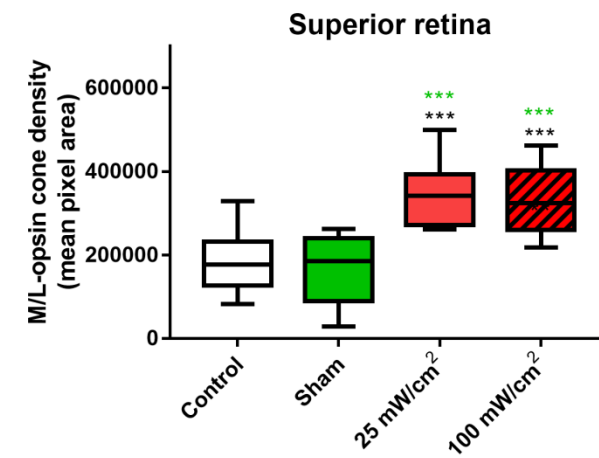 Superior retina
M/L-opsin cone density
(mean pixel area)
600000
400000
200000
0
***
***
***
***
**
Control
Sham
25 mW/cm²
100 mW/cm²